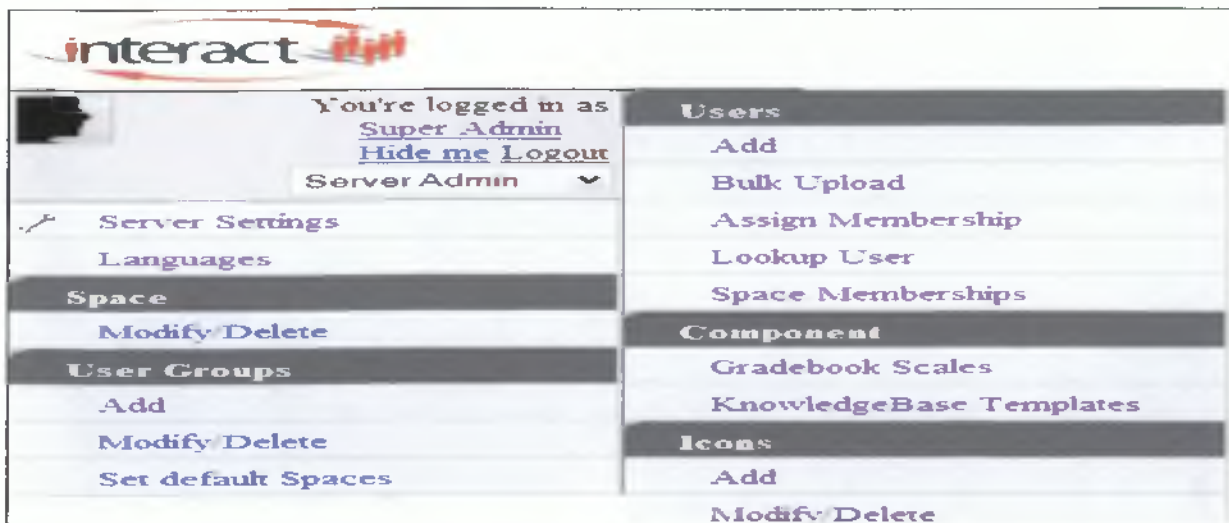 interact
You're logged in as
Super Admin
Hide me Logout
Server Admin
Server Settings
Languages
Space
Modify/Delete
User Groups
Add
Modify/Delete
Set default Spaces
Users
Add
Bulk Upload
Assign Membership
Lookup User
Space Memberships
Component
Gradebook Scales
KnowledgeBase Templates
Icons
Add
Modify/Delete